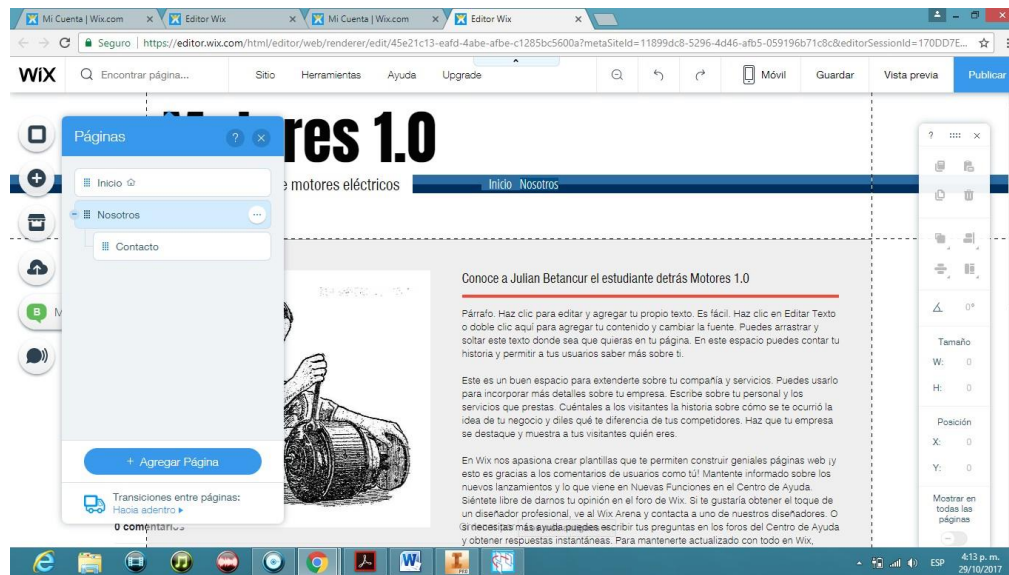 Mi Cuenta | Wix.com
Editor Wix
Mi Cuenta | Wix.com
Editor Wix
Seguro | https://editor.wix.com/html/editor/web/renderer/edit/45e21c13-eafd-4abe-afbe-c1285bc5600a?metaSiteId=11899dc8-5296-4d46-afb5-059196b71c8c&editorSessionId=170DD7E...
WiX
Encontrar página...
Sitio
Herramientas
Ayuda
Upgrade
Móvil
Guardar
Vista previa
Publicar
res 1.0
Páginas
?
Inicio
e motores eléctricos
Inicio Nosotros
Nosotros
Contacto
Conoce a Julian Betancur el estudiante detrás Motores 1.0
Párrafo. Haz clic para editar y agregar tu propio texto. Es fácil. Haz clic en Editar Texto
o doble clic aquí para agregar tu contenido y cambiar la fuente. Puedes arrastrar y
soltar este texto donde sea que quieras en tu página. En este espacio puedes contar tu
historia y permitir a tus usuarios saber más sobre ti.
Este es un buen espacio para extenderte sobre tu compañía y servicios. Puedes usarlo
para incorporar más detalles sobre tu empresa. Escribe sobre tu personal y los
servicios que prestas. Cuéntales a los visitantes la historia sobre cómo se te ocurrió la
idea de tu negocio y diles qué te diferencia de tus competidores. Haz que tu empresa
se destaque y muestra a tus visitantes quién eres.
En Wix nos apasiona crear plantillas que te permiten construir geniales páginas web ¡y
esto es gracias a los comentarios de usuarios como tú! Mantente informado sobre los
nuevos lanzamientos y lo que viene en Nuevas Funciones en el Centro de Ayuda.
Siéntete libre de darnos tu opinión en el foro de Wix. Si te gustaría obtener el toque de
un diseñador profesional, ve al Wix Arena y contacta a uno de nuestros diseñadores. O
si necesitas más ayuda puedes escribir tus preguntas en los foros del Centro de Ayuda
y obtener respuestas instantáneas. Para mantenerte actualizado con todo en Wix,
+ Agregar Página
Transiciones entre páginas:
Hacia adentro
0 comentarios
B
M
?
0°
Tamaño
W: 0
H: 0
Posición
X: 0
Y: 0
Mostrar en
todas las
páginas
ESP
4:13 p. m.
29/10/2017